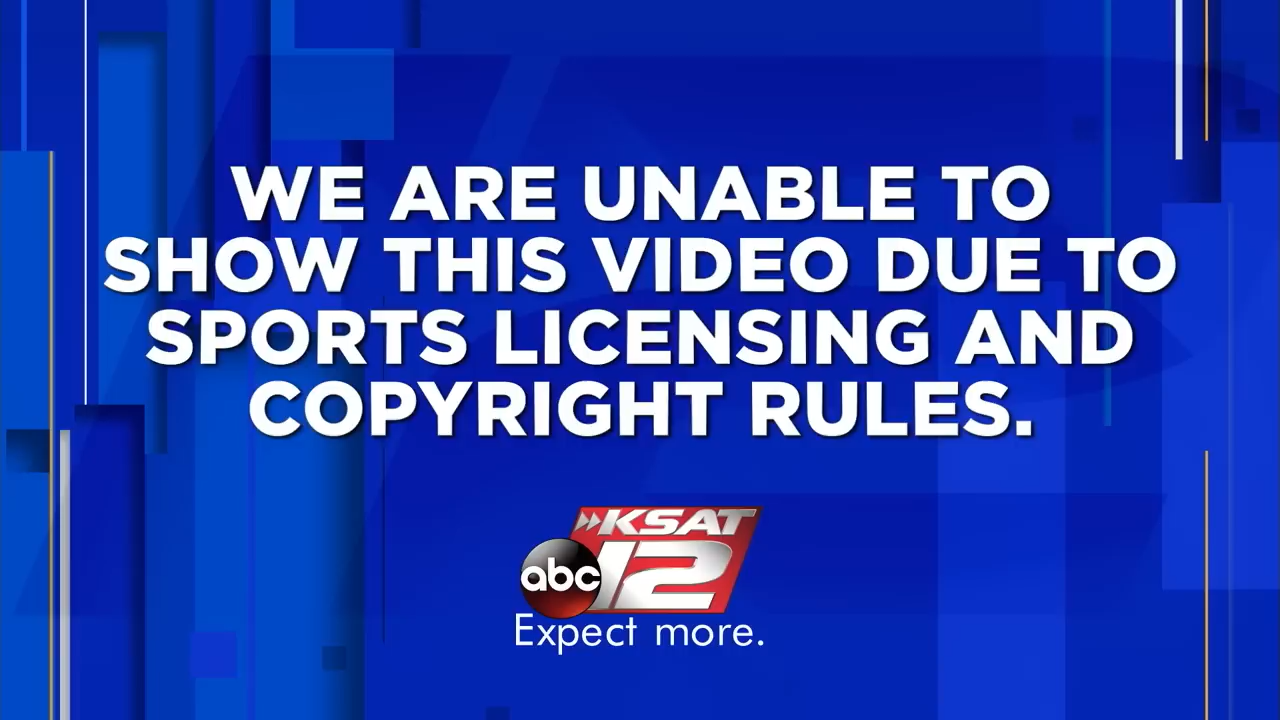 WE ARE UNABLE TO
SHOW THIS VIDEO DUE TO
SPORTS LICENSING AND
COPYRIGHT RULES.
KSAT
abc 12
Expect more.